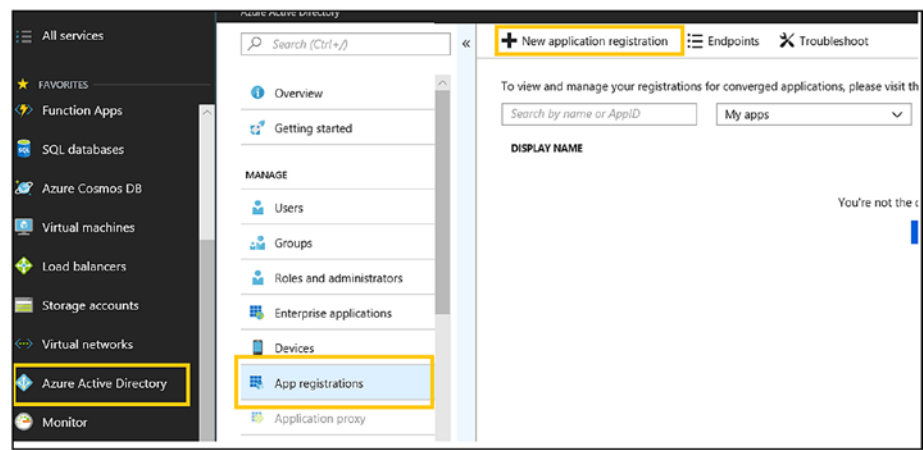 Azure Active Directory
All services
FAVORITES
Function Apps
SQL databases
Azure Cosmos DB
Virtual machines
Load balancers
Storage accounts
Virtual networks
Azure Active Directory
Monitor
Search (Ctrl+/)
«
Overview
Getting started
MANAGE
Users
Groups
Roles and administrators
Enterprise applications
Devices
App registrations
Application proxy
New application registration Endpoints Troubleshoot
To view and manage your registrations for converged applications, please visit th
Search by name or AppID My apps
DISPLAY NAME
You're not the